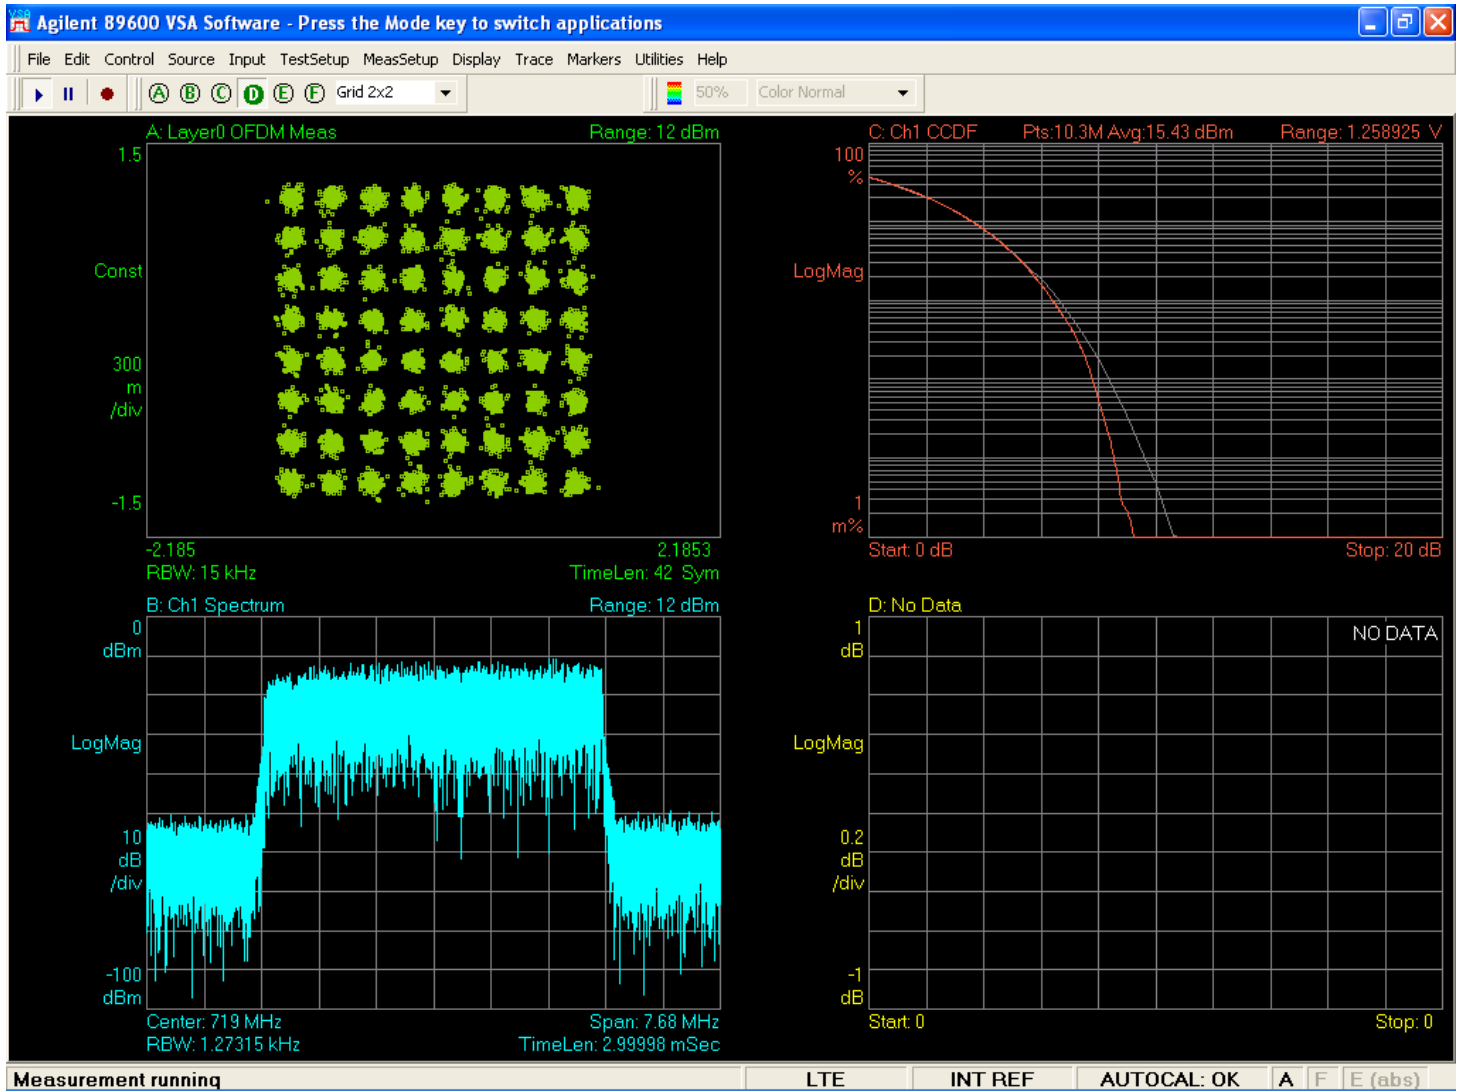 VSA
Agilent 89600 VSA Software - Press the Mode key to switch applications
File Edit Control Source Input TestSetup MeasSetup Display Trace Markers Utilities Help
A B C D E F Grid 2x2 50% Color Normal
A: Layer0 OFDM Meas Range: 12 dBm
1.5
Const
300
m
/div
-1.5
-2.185 2.1853
RBW: 15 kHz TimeLen: 42 Sym
C: Ch1 CCDF Pts:10.3M Avg:15.43 dBm Range: 1.258925 V
100
%
LogMag
1
m%
Start: 0 dB Stop: 20 dB
B: Ch1 Spectrum Range: 12 dBm
0
dBm
LogMag
10
dB
/div
-100
dBm
Center: 719 MHz Span: 7.68 MHz
RBW: 1.27315 kHz TimeLen: 2.99998 mSec
D: No Data
1
dB
NO DATA
LogMag
0.2
dB
/div
-1
dB
Start: 0 Stop: 0
Measurement running LTE INT REF AUTOCAL: OK A F E (abs)